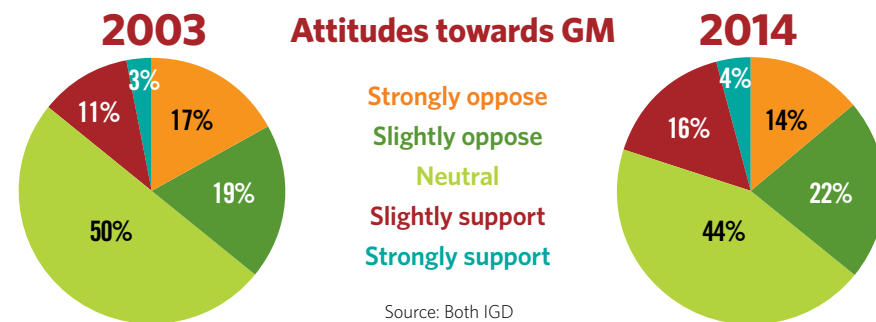 2003
Attitudes towards GM
2014
3%
17%
11%
19%
50%
Strongly oppose
Slightly oppose
Neutral
Slightly support
Strongly support
Source: Both IGD
4%
14%
16%
22%
44%